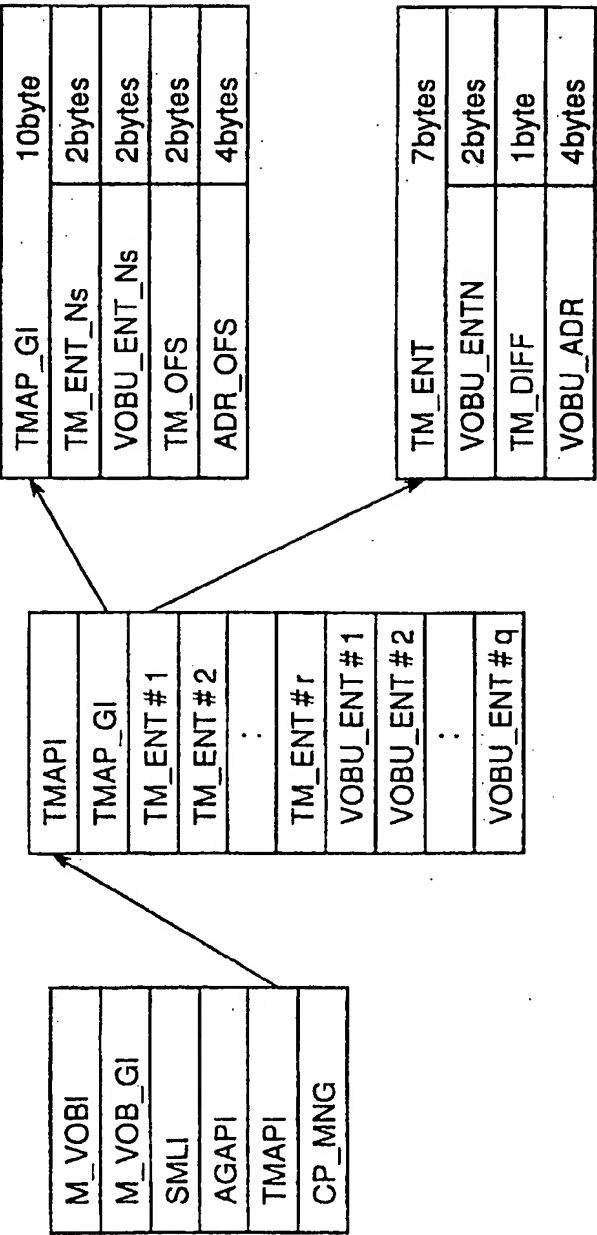 M_VOBI
M_VOB_GI
SMLI
AGAPI
TMAPI
CP_MNG
TMAPI
TMAP_GI
TM_ENT#1
TM_ENT#2
:
TM_ENT#r
VOBU_ENT#1
VOBU_ENT#2
:
VOBU_ENT#q
TMAP_GI 10byte
TM_ENT_Ns 2bytes
VOBU_ENT_Ns 2bytes
TM_OFS 2bytes
ADR_OFS 4bytes
TM_ENT 7bytes
VOBU_ENTN 2bytes
TM_DIFF 1byte
VOBU_ADR 4bytes